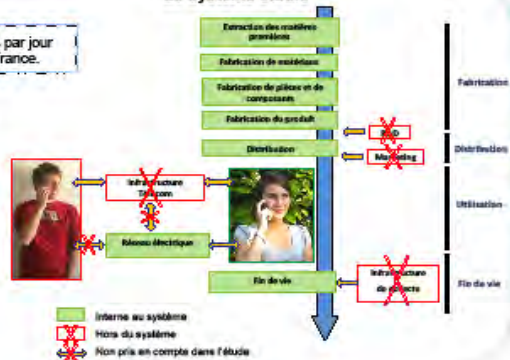 par jour
rance.
Extraction des matières
premières
Fabrication de matériaux
Fabrication de pièces et de
composants
Fabrication du produit
Distribution
Marketing
Infrastructure
Télécom
Réseau électrique
Fin de vie
Infrastructure
de
Fabrication
Distribution
Utilisation
Fin de vie
Interne au système
Hors du système
Non pris en compte dans l'étude